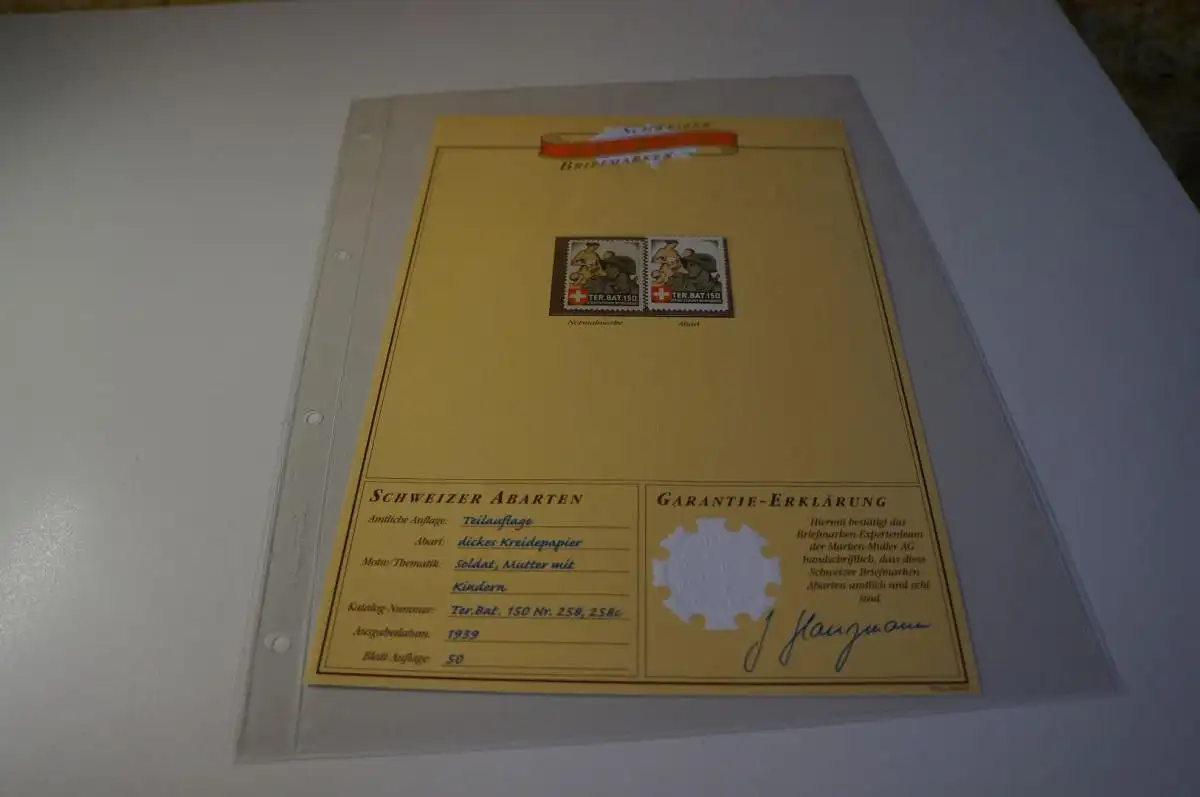 SCHWEIZER
BRIEFMARKEN
TER.BAT.150
TER.BAT.150
Normalmarke
Abart
SCHWEIZER ABARTEN
Amtliche Auflage: Teilauflage
Abart: dickes Kreidepapier
Motiv/Thematik: Soldat, Mutter mit
Kindern
Katalog-Nummer: Ter.Bat. 150 Nr. 258, 258c
Ausgabedatum: 1939
Blatt-Auflage: 50
GARANTIE-ERKLÄRUNG
Hiermit bestätigt das
Briefmarken-Expertenteam
der Marken-Müller AG
handschriftlich, dass diese
Schweizer Briefmarken
Abarten amtlich und echt
sind.